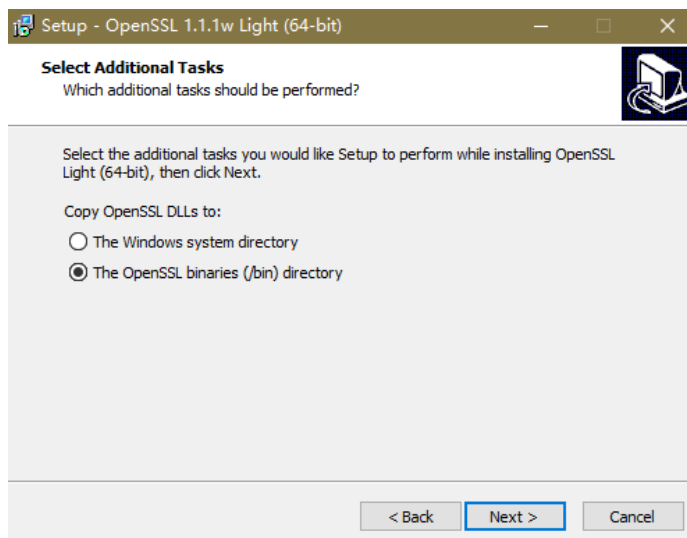 Setup - OpenSSL 1.1.1w Light (64-bit)
Select Additional Tasks
Which additional tasks should be performed?
Select the additional tasks you would like Setup to perform while installing OpenSSL
Light (64-bit), then click Next.
Copy OpenSSL DLLs to:
The Windows system directory
The OpenSSL binaries (/bin) directory
< Back
Next >
Cancel